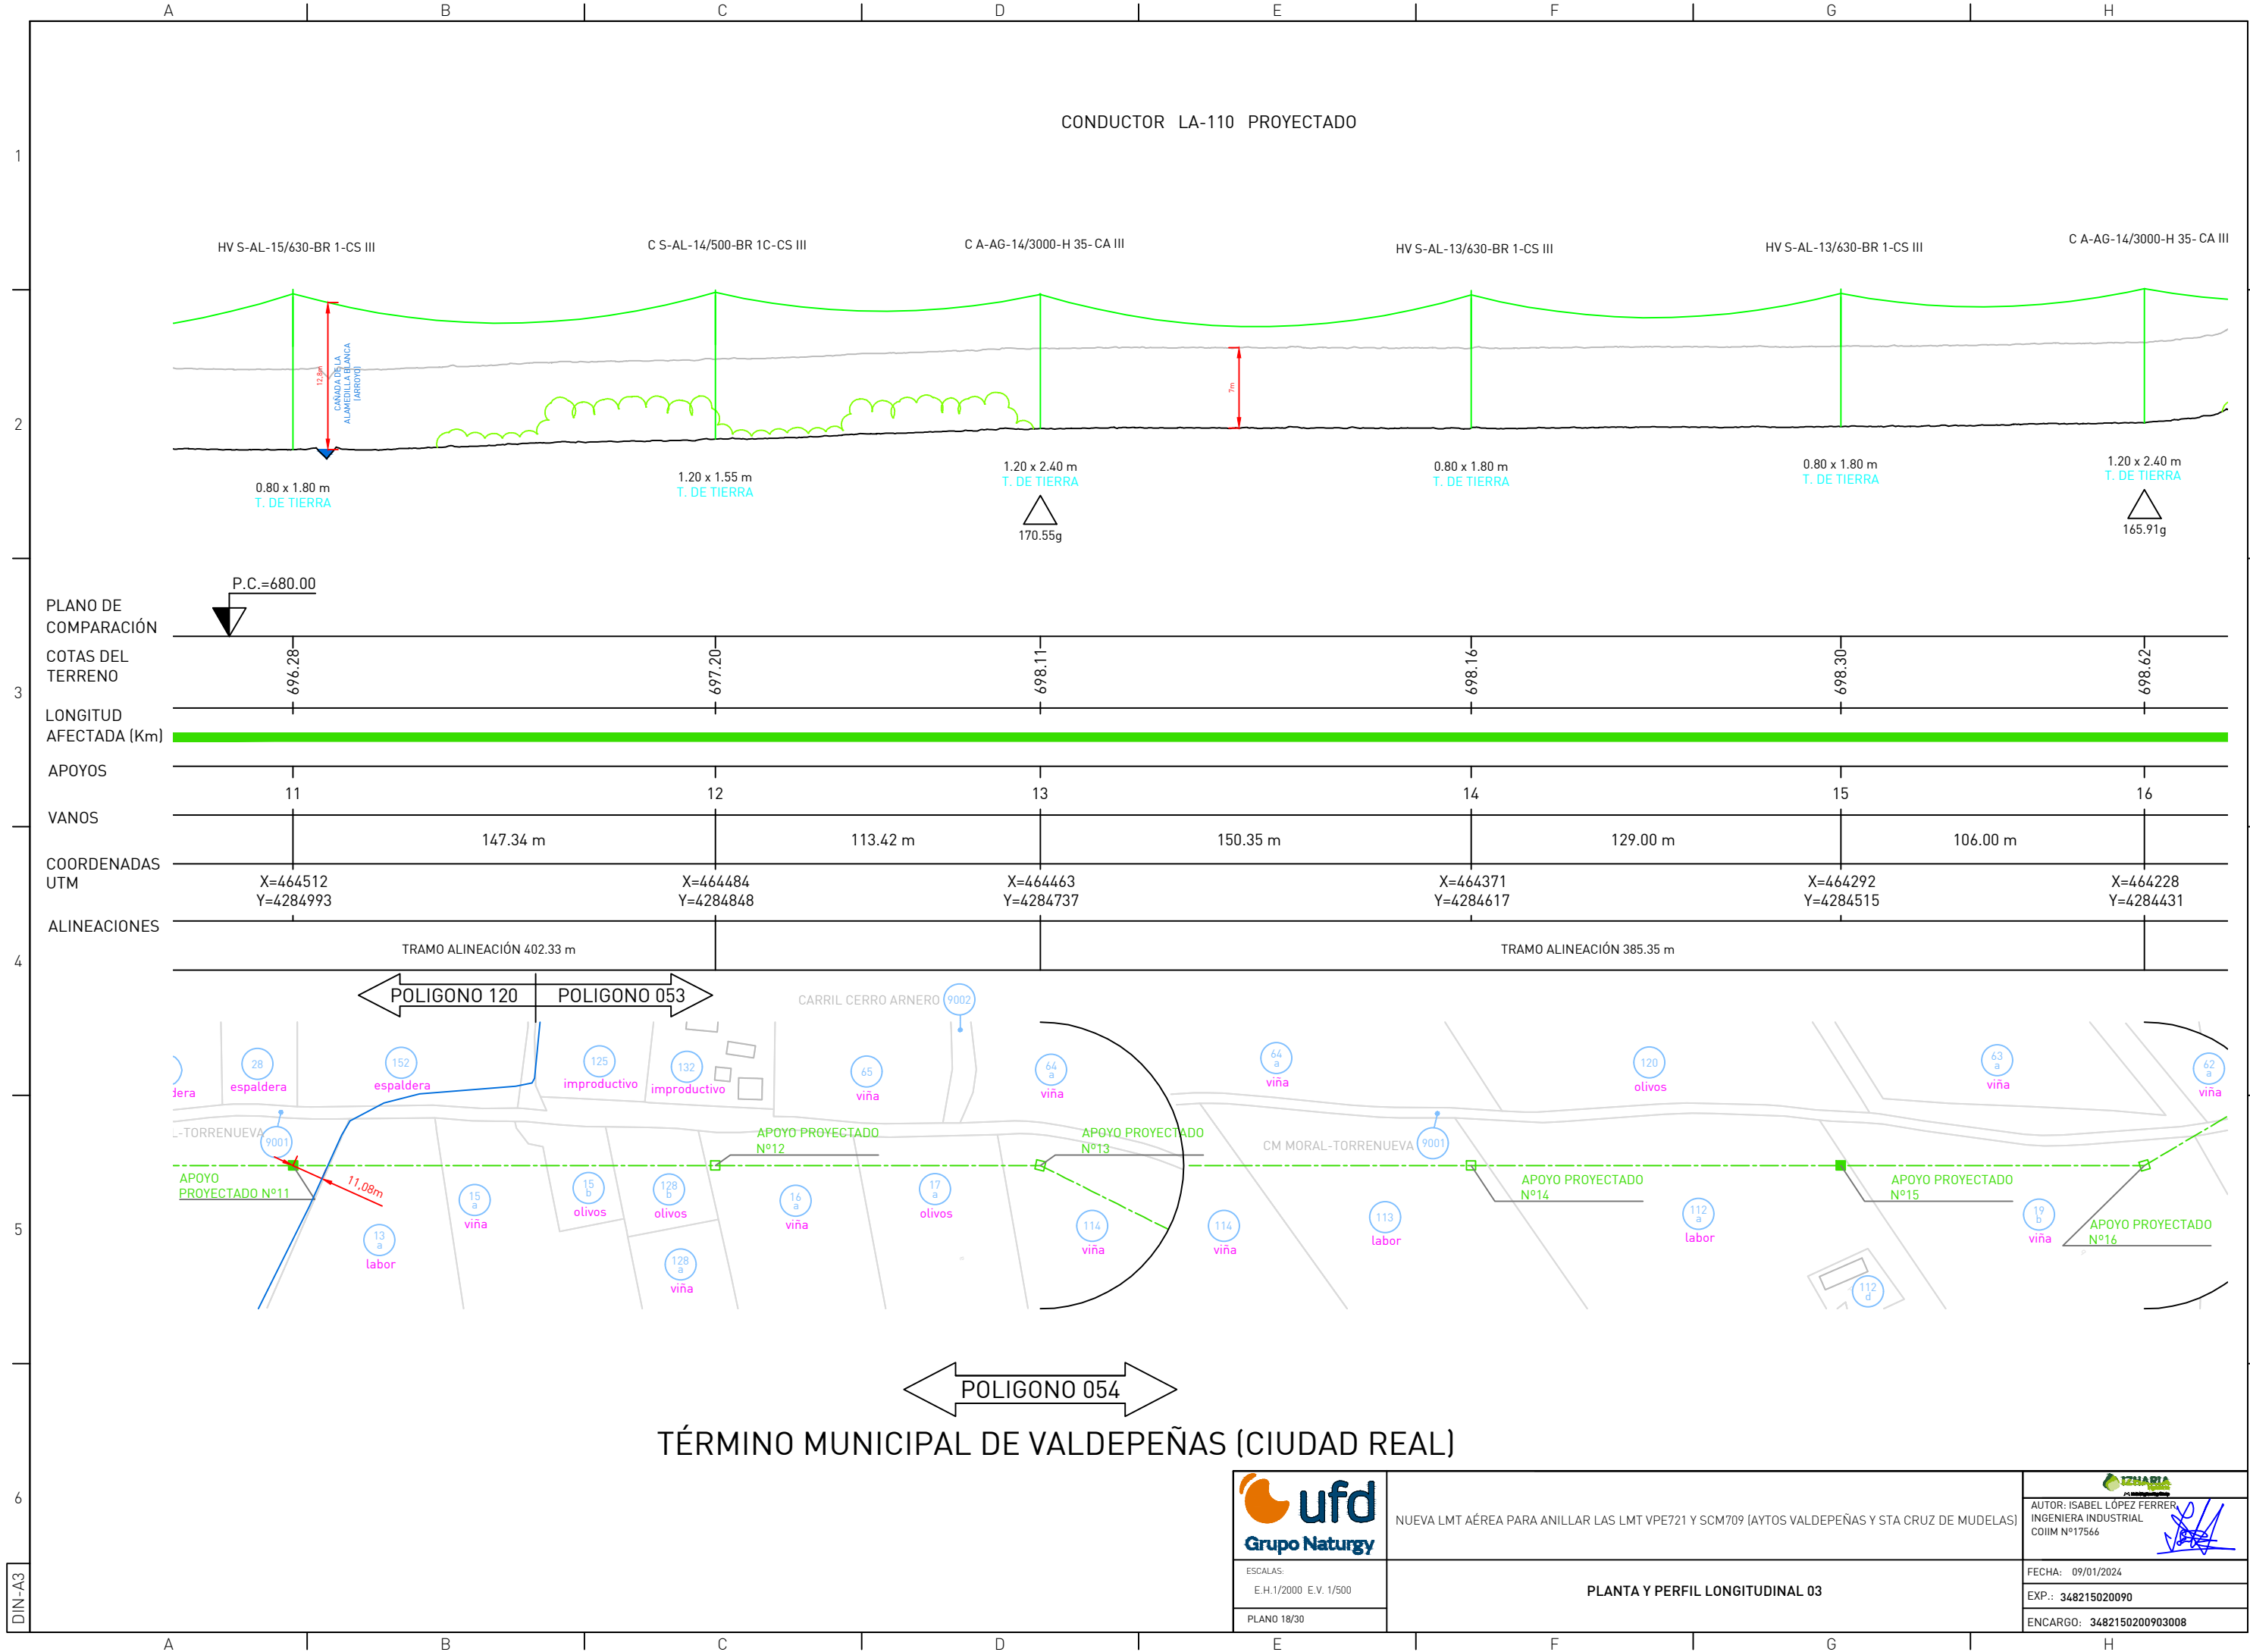 A B C D E F G H
1
CONDUCTOR LA-110 PROYECTADO
HV S-AL-15/630-BR 1-CS III
C S-AL-14/500-BR 1C-CS III
C A-AG-14/3000-H 35- CA III
HV S-AL-13/630-BR 1-CS III
HV S-AL-13/630-BR 1-CS III
C A-AG-14/3000-H 35- CA III
12,8m
CAÑADA DE LA
ALAMEDILLA BLANCA
(ARROYO)
7m
2
0.80 x 1.80 m
T. DE TIERRA
1.20 x 1.55 m
T. DE TIERRA
1.20 x 2.40 m
T. DE TIERRA
170.55g
0.80 x 1.80 m
T. DE TIERRA
0.80 x 1.80 m
T. DE TIERRA
1.20 x 2.40 m
T. DE TIERRA
165.91g
P.C.=680.00
PLANO DE
COMPARACIÓN
COTAS DEL
TERRENO
696.28 697.20 698.11 698.16 698.30 698.62
3
LONGITUD
AFECTADA (Km)
APOYOS
11 12 13 14 15 16
VANOS
147.34 m 113.42 m 150.35 m 129.00 m 106.00 m
COORDENADAS
UTM
X=464512 X=464484 X=464463 X=464371 X=464292 X=464228
Y=4284993 Y=4284848 Y=4284737 Y=4284617 Y=4284515 Y=4284431
ALINEACIONES
TRAMO ALINEACIÓN 402.33 m
TRAMO ALINEACIÓN 385.35 m
4
POLIGONO 120
POLIGONO 053
CARRIL CERRO ARNERO
9002
dera
28
espaldera
152
espaldera
125
improductivo
132
improductivo
65
viña
64
a
viña
64
a
viña
120
olivos
63
a
viña
62
a
viña
L-TORRENUEVA
9001
APOYO PROYECTADO
Nº12
APOYO PROYECTADO
Nº13
CM MORAL-TORRENUEVA
9001
APOYO
PROYECTADO Nº11
11,08m
APOYO PROYECTADO
Nº14
APOYO PROYECTADO
Nº15
APOYO PROYECTADO
Nº16
5
13
a
labor
15
a
viña
15
b
olivos
128
b
olivos
128
a
viña
16
a
viña
17
a
olivos
114
viña
114
viña
113
labor
112
a
labor
112
d
19
b
viña
POLIGONO 054
TÉRMINO MUNICIPAL DE VALDEPEÑAS (CIUDAD REAL)
6
ufd
Grupo Naturgy
NUEVA LMT AÉREA PARA ANILLAR LAS LMT VPE721 Y SCM709 (AYTOS VALDEPEÑAS Y STA CRUZ DE MUDELAS)
IZHARIA
AUTOR: ISABEL LÓPEZ FERRER
INGENIERA INDUSTRIAL
COIIM Nº17566
ESCALAS:
E.H.1/2000 E.V. 1/500
PLANO 18/30
PLANTA Y PERFIL LONGITUDINAL 03
FECHA: 09/01/2024
EXP.: 348215020090
ENCARGO: 3482150200903008
DIN-A3
A B C D E F G H